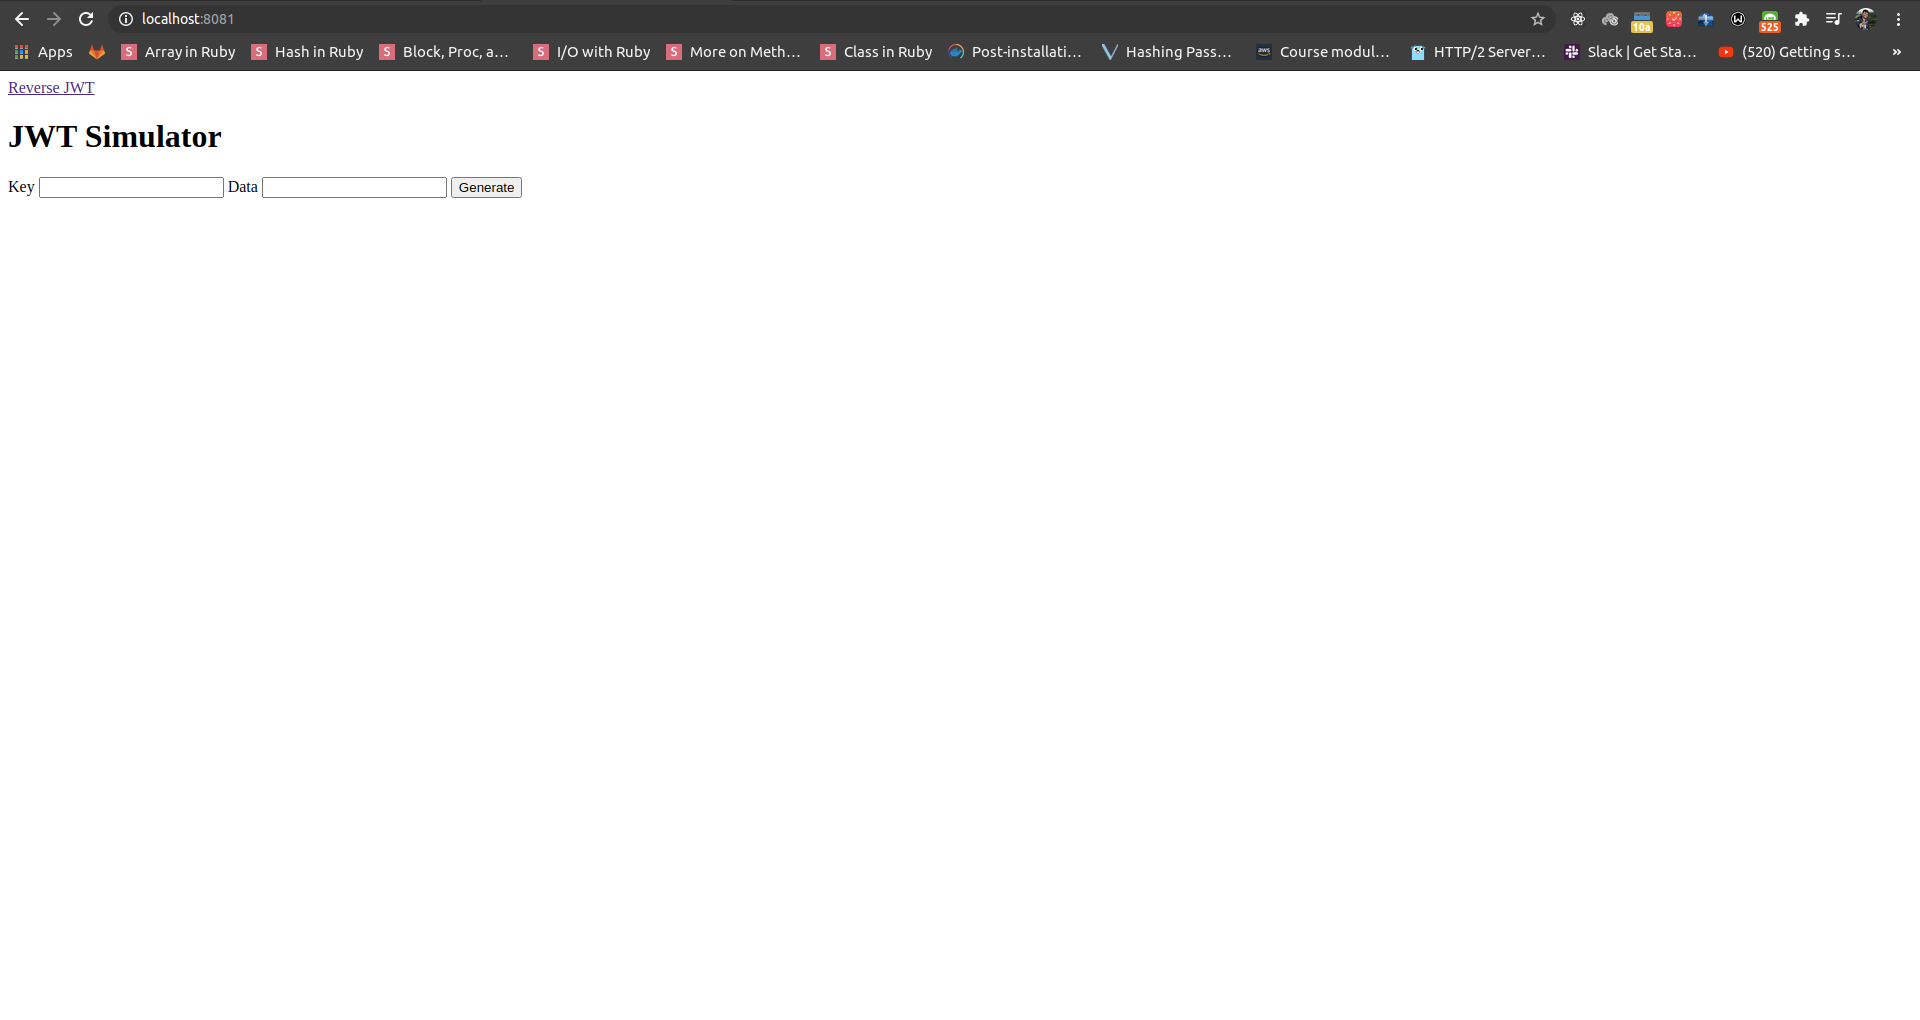 localhost:8081
10a
525
Apps S Array in Ruby S Hash in Ruby S Block, Proc, a... S I/O with Ruby S More on Meth... S Class in Ruby Post-installati... Hashing Pass... aws Course modul... HTTP/2 Server... Slack | Get Sta... (520) Getting s... »
Reverse JWT
JWT Simulator
Key Data Generate